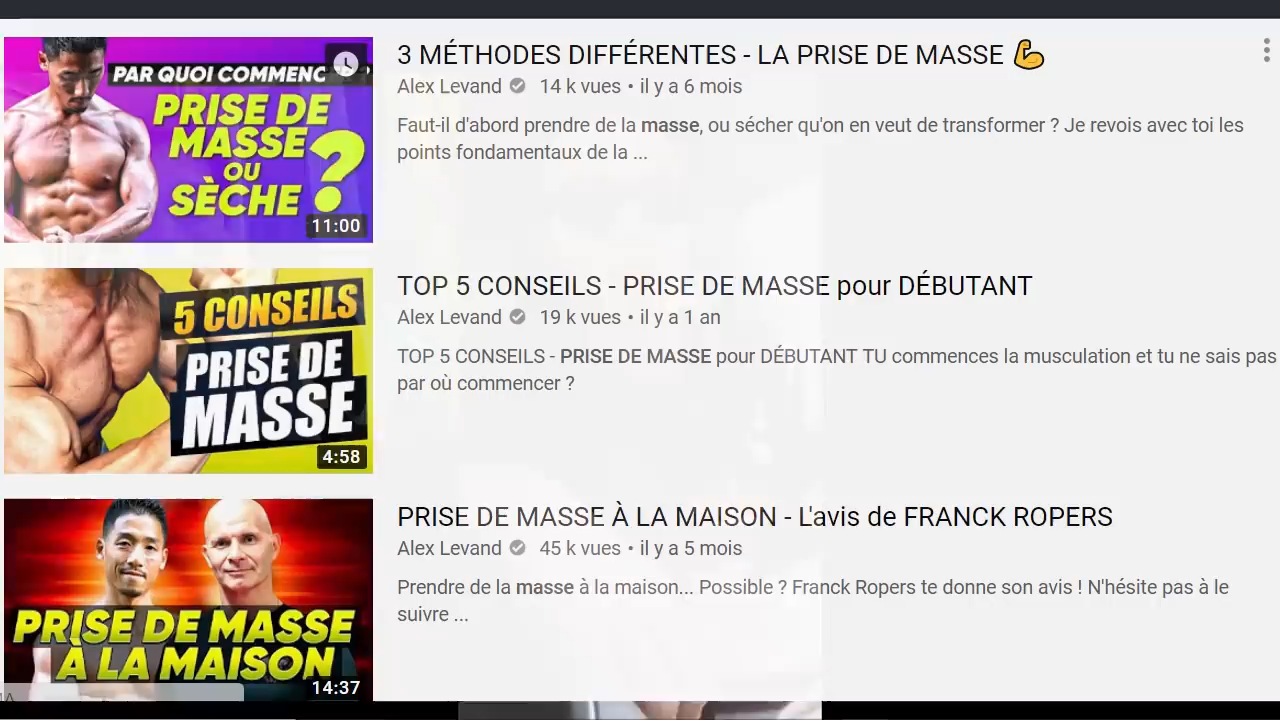 PAR QUOI COMMENC
PRISE DE
MASSE
OU
SÈCHE ?
11:00
3 MÉTHODES DIFFÉRENTES - LA PRISE DE MASSE 💪
Alex Levand 14 k vues • il y a 6 mois
Faut-il d'abord prendre de la masse, ou sécher qu'on en veut de transformer ? Je revois avec toi les
points fondamentaux de la ...
5 CONSEILS
PRISE DE
MASSE
4:58
TOP 5 CONSEILS - PRISE DE MASSE pour DÉBUTANT
Alex Levand 19 k vues • il y a 1 an
TOP 5 CONSEILS - PRISE DE MASSE pour DÉBUTANT TU commences la musculation et tu ne sais pas
par où commencer ?
PRISE DE MASSE
À LA MAISON
14:37
PRISE DE MASSE À LA MAISON - L'avis de FRANCK ROPERS
Alex Levand 45 k vues • il y a 5 mois
Prendre de la masse à la maison... Possible ? Franck Ropers te donne son avis ! N'hésite pas à le
suivre ...